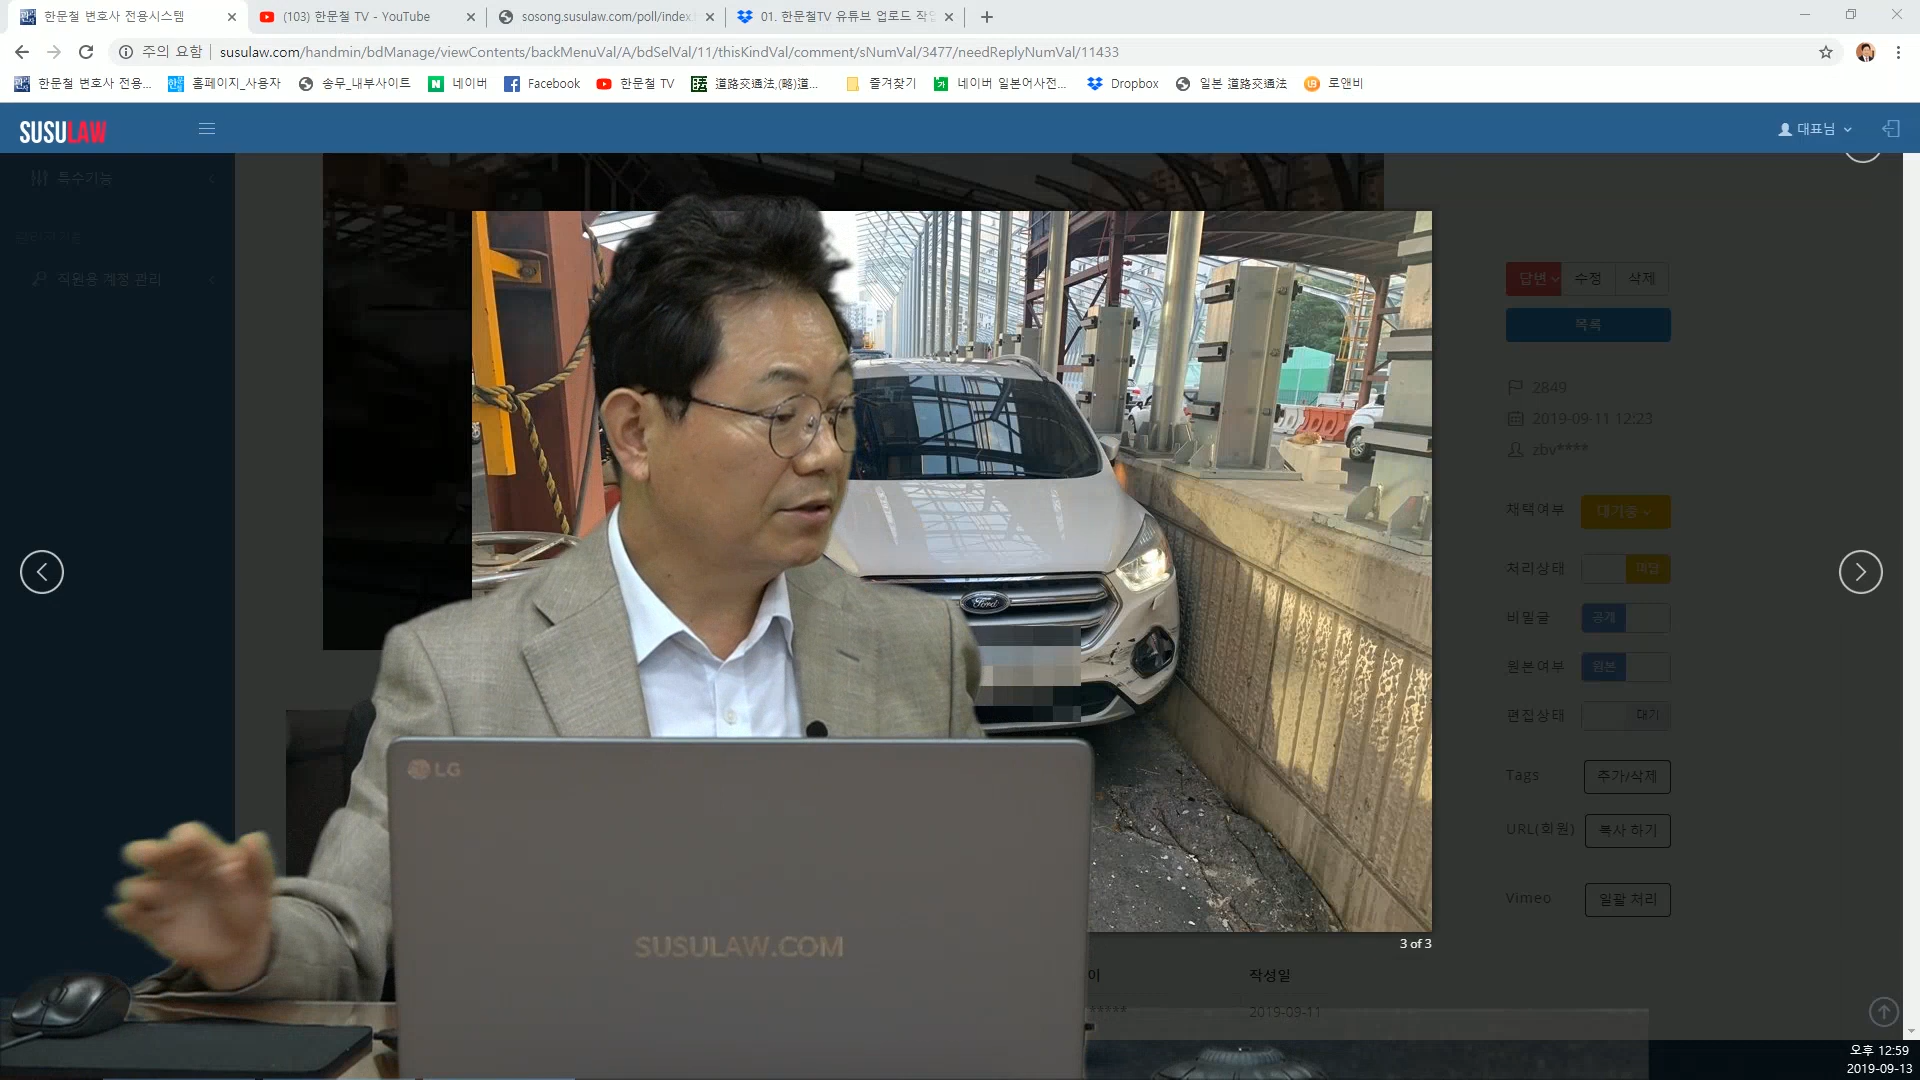 한문철 변호사 전용시스템
(103) 한문철 TV - YouTube
sosong.susulaw.com/poll/index.
01. 한문철TV 유튜브 업로드 작업
주의 요함
susulaw.com/handmin/bdManage/viewContents/backMenuVal/A/bdSelVal/11/thisKindVal/comment/sNumVal/3477/needReplyNumVal/11433
한문철 변호사 전용...
홈페이지_사용자
송무_내부사이트
네이버
Facebook
한문철 TV
道路交通法,(略)道...
즐겨찾기
네이버 일본어사전...
Dropbox
일본 道路交通法
로앤비
SUSULAW
대표님
특수기능
직원용 계정 관리
답변
수정
삭제
목록
2849
2019-09-11 12:23
zbv****
채택여부
대기중
처리상태
미답
비밀글
공개
원본여부
원본
편집상태
대기
Tags
추가/삭제
URL(회원)
복사 하기
Vimeo
일괄 처리
Ford
LG
SUSULAW.COM
3 of 3
이
작성일
*****
2019-09-11
오후 12:59
2019-09-13